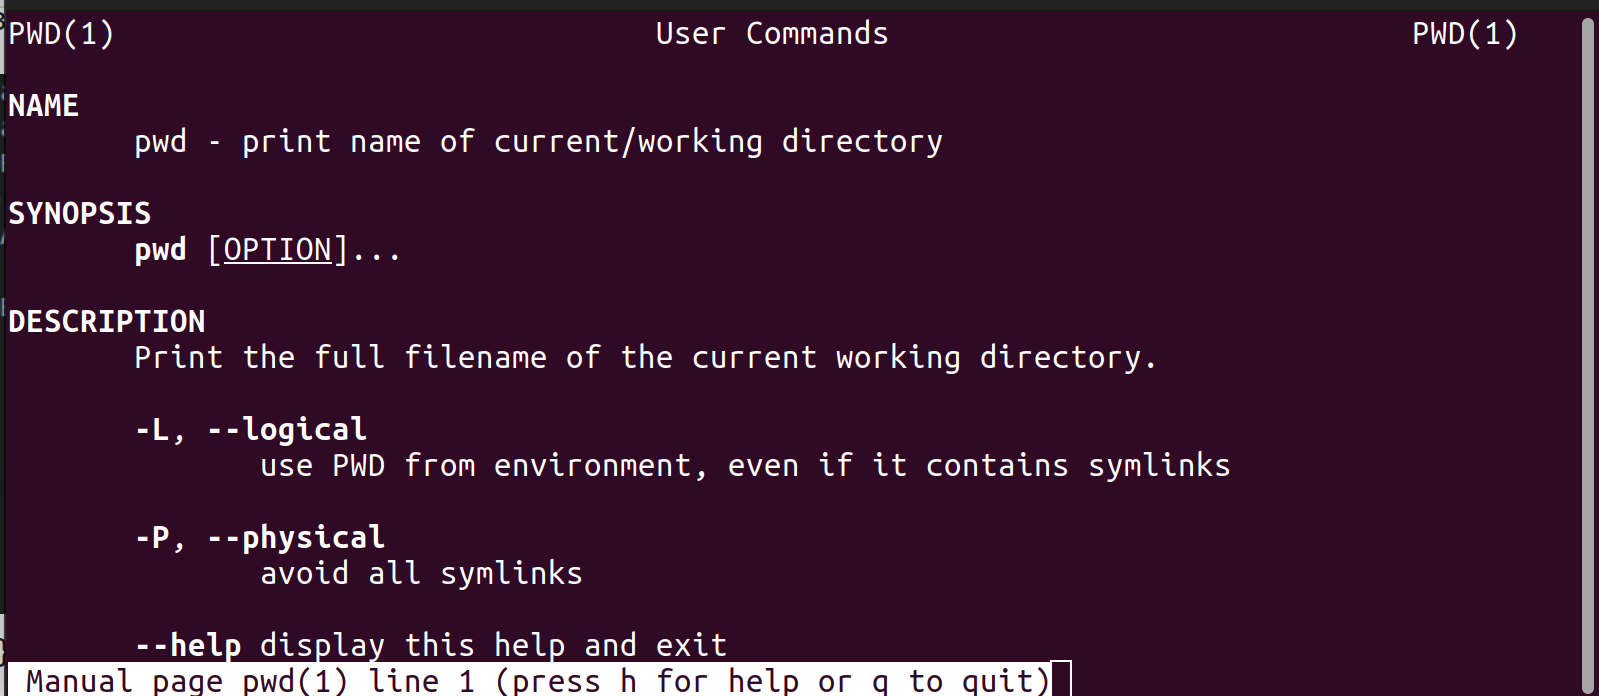 PWD(1) User Commands PWD(1)
NAME
pwd - print name of current/working directory
SYNOPSIS
pwd [OPTION]...
DESCRIPTION
Print the full filename of the current working directory.
-L, --logical
use PWD from environment, even if it contains symlinks
-P, --physical
avoid all symlinks
--help display this help and exit
Manual page pwd(1) line 1 (press h for help or q to quit)